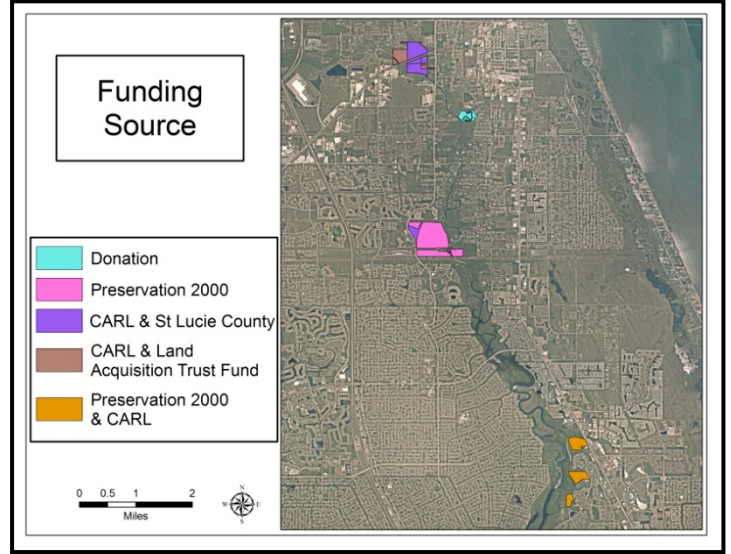 Funding
Source
Donation
Preservation 2000
CARL & St Lucie County
CARL & Land
Acquisition Trust Fund
Preservation 2000
& CARL
0 0.5 1 2
Miles
N
W E
S